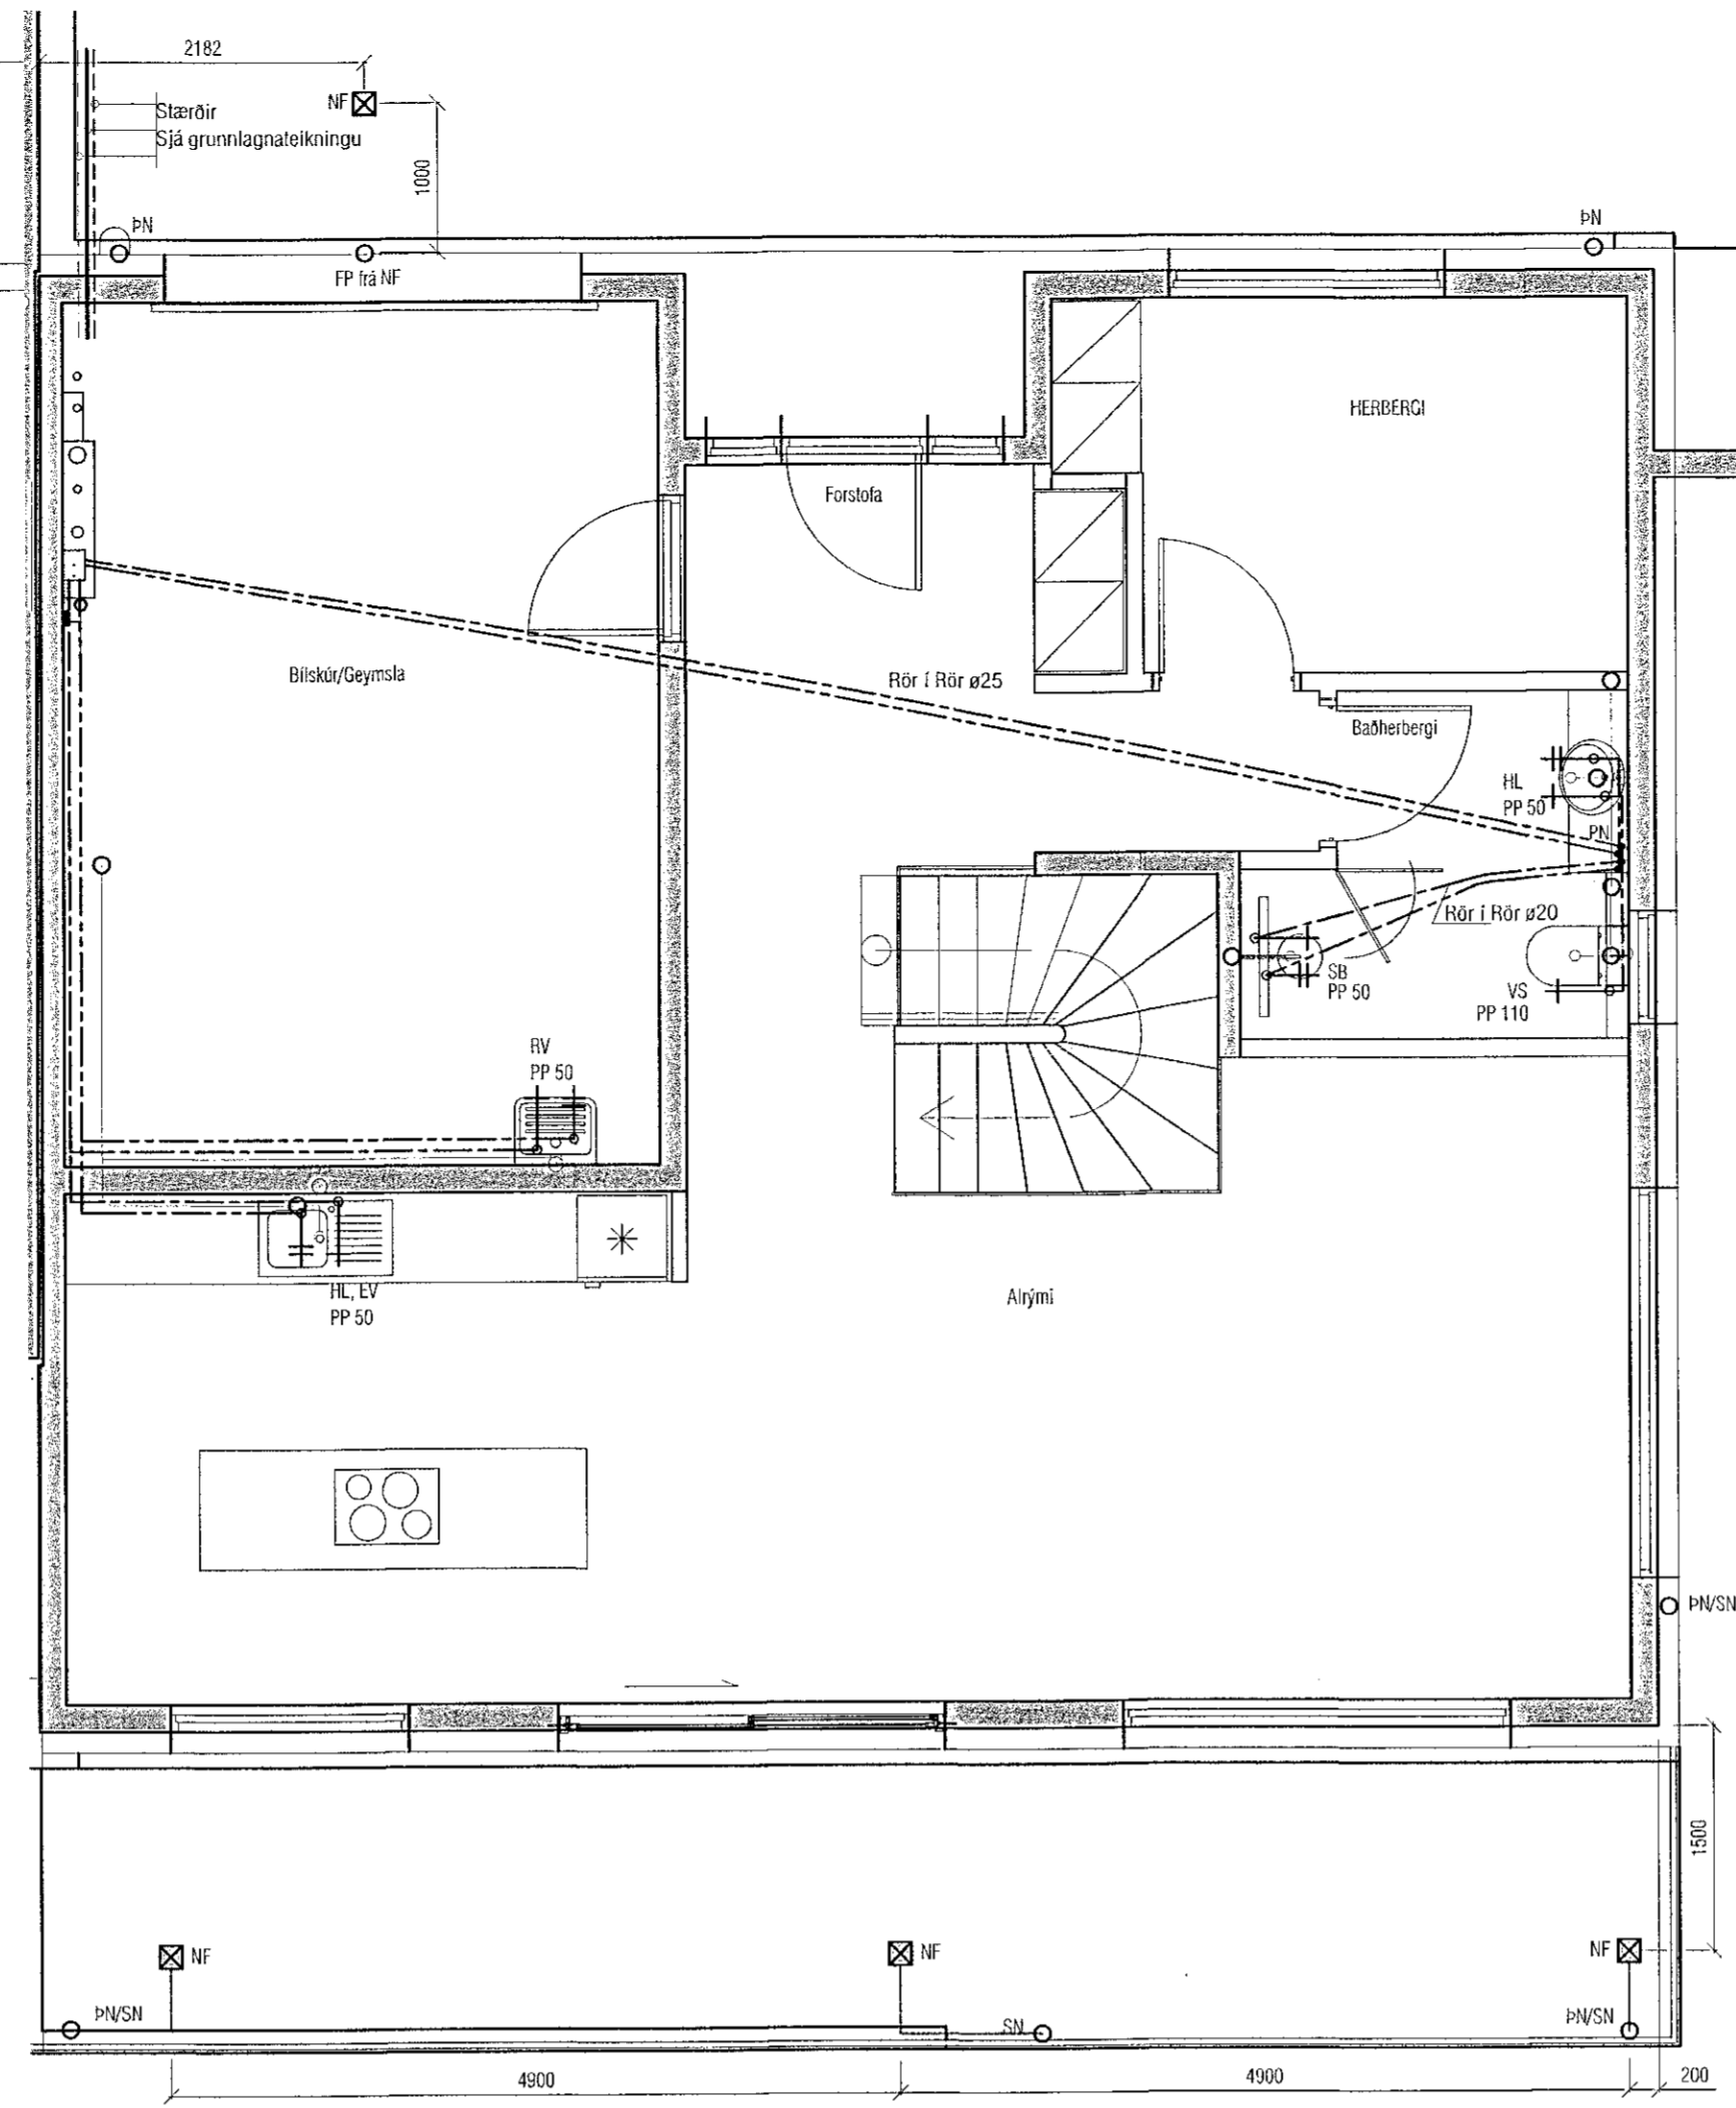 2182
NF
Stærðir
Sjá grunnlagnateikningu
1000
ÞN
ÞN
FP frá NF
HERBERGI
Forstofa
Bílskúr/Geymsla
Rör í Rör ø25
Baðherbergi
HL
PP 50
PN
Rör í Rör ø20
SB
PP 50
VS
PP 110
RV
PP 50
HL, EV
PP 50
Alrými
ÞN/SN
1500
NF
NF
NF
ÞN/SN
SN
ÞN/SN
4900
4900
200